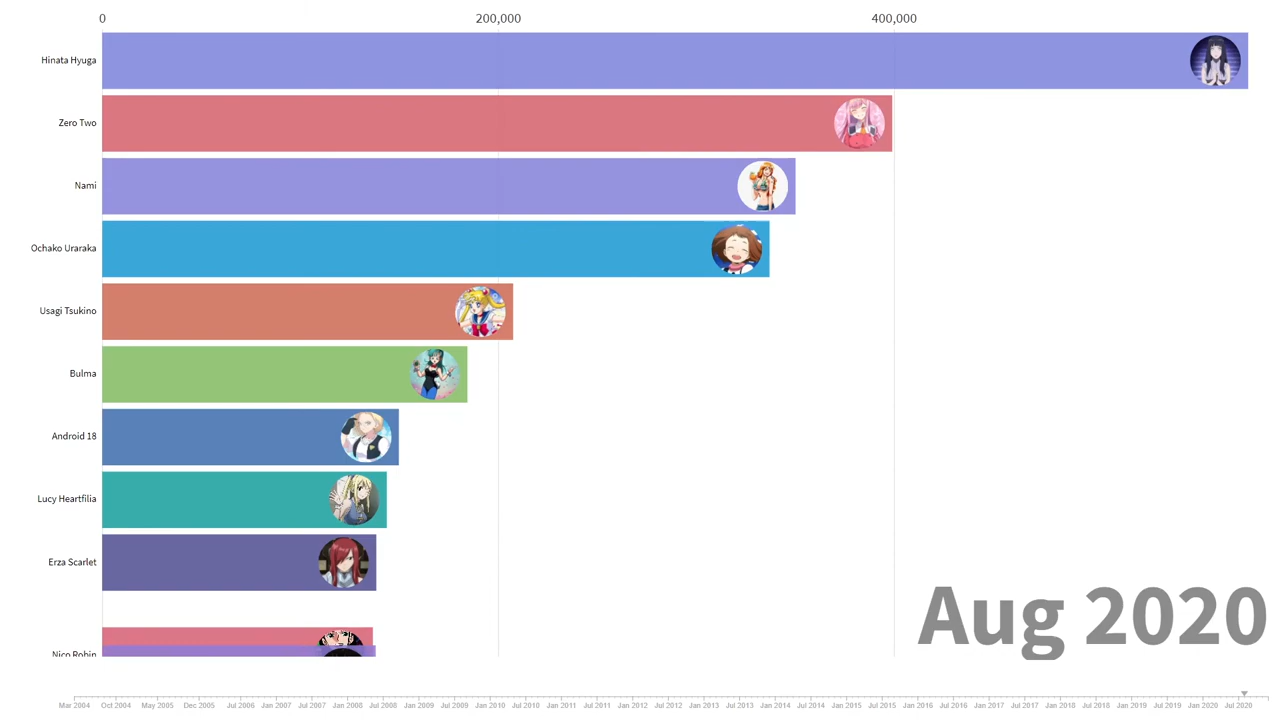 0 200,000 400,000
Hinata Hyuga
Zero Two
Nami
Ochako Uraraka
Usagi Tsukino
Bulma
Android 18
Lucy Heartfilia
Erza Scarlet
Aug 2020
Nico Robin
Mar 2004 Oct 2004 May 2005 Dec 2005 Jul 2006 Jan 2007 Jul 2007 Jan 2008 Jul 2008 Jan 2009 Jul 2009 Jan 2010 Jul 2010 Jan 2011 Jul 2011 Jan 2012 Jul 2012 Jan 2013 Jul 2013 Jan 2014 Jul 2014 Jan 2015 Jul 2015 Jan 2016 Jul 2016 Jan 2017 Jul 2017 Jan 2018 Jul 2018 Jan 2019 Jul 2019 Jan 2020 Jul 2020